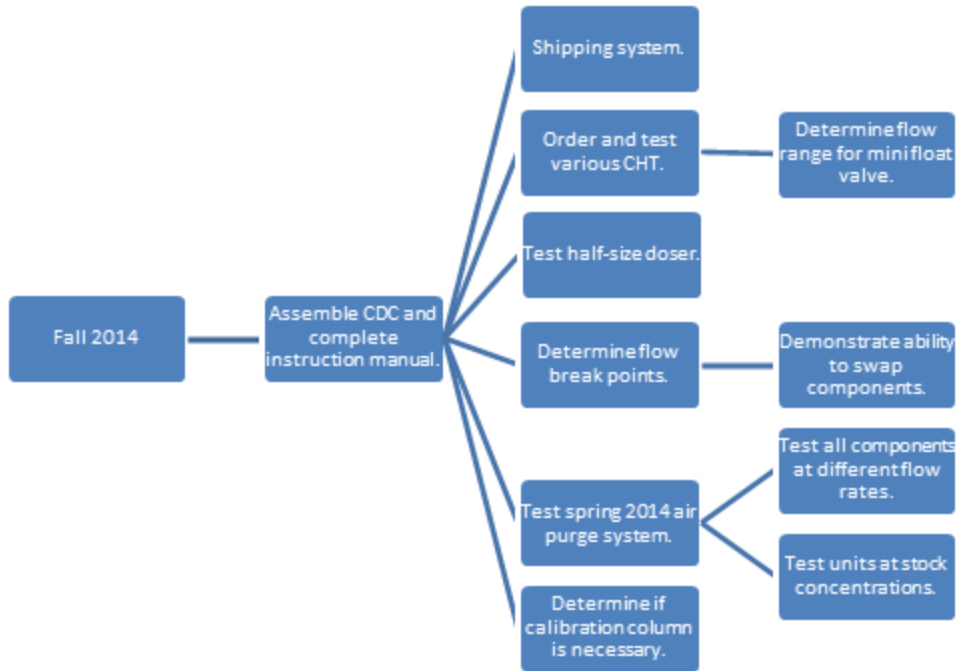 Shipping system.
Order and test
various CHT.
Determine flow
range for mini float
valve.
Test half-size doser.
Fall 2014
Assemble CDC and
complete
instruction manual.
Determine flow
break points.
Demonstrate ability
to swap
components.
Test spring 2014 air
purge system.
Test all components
at different flow
rates.
Test units at stock
concentrations.
Determine if
calibration column
is necessary.